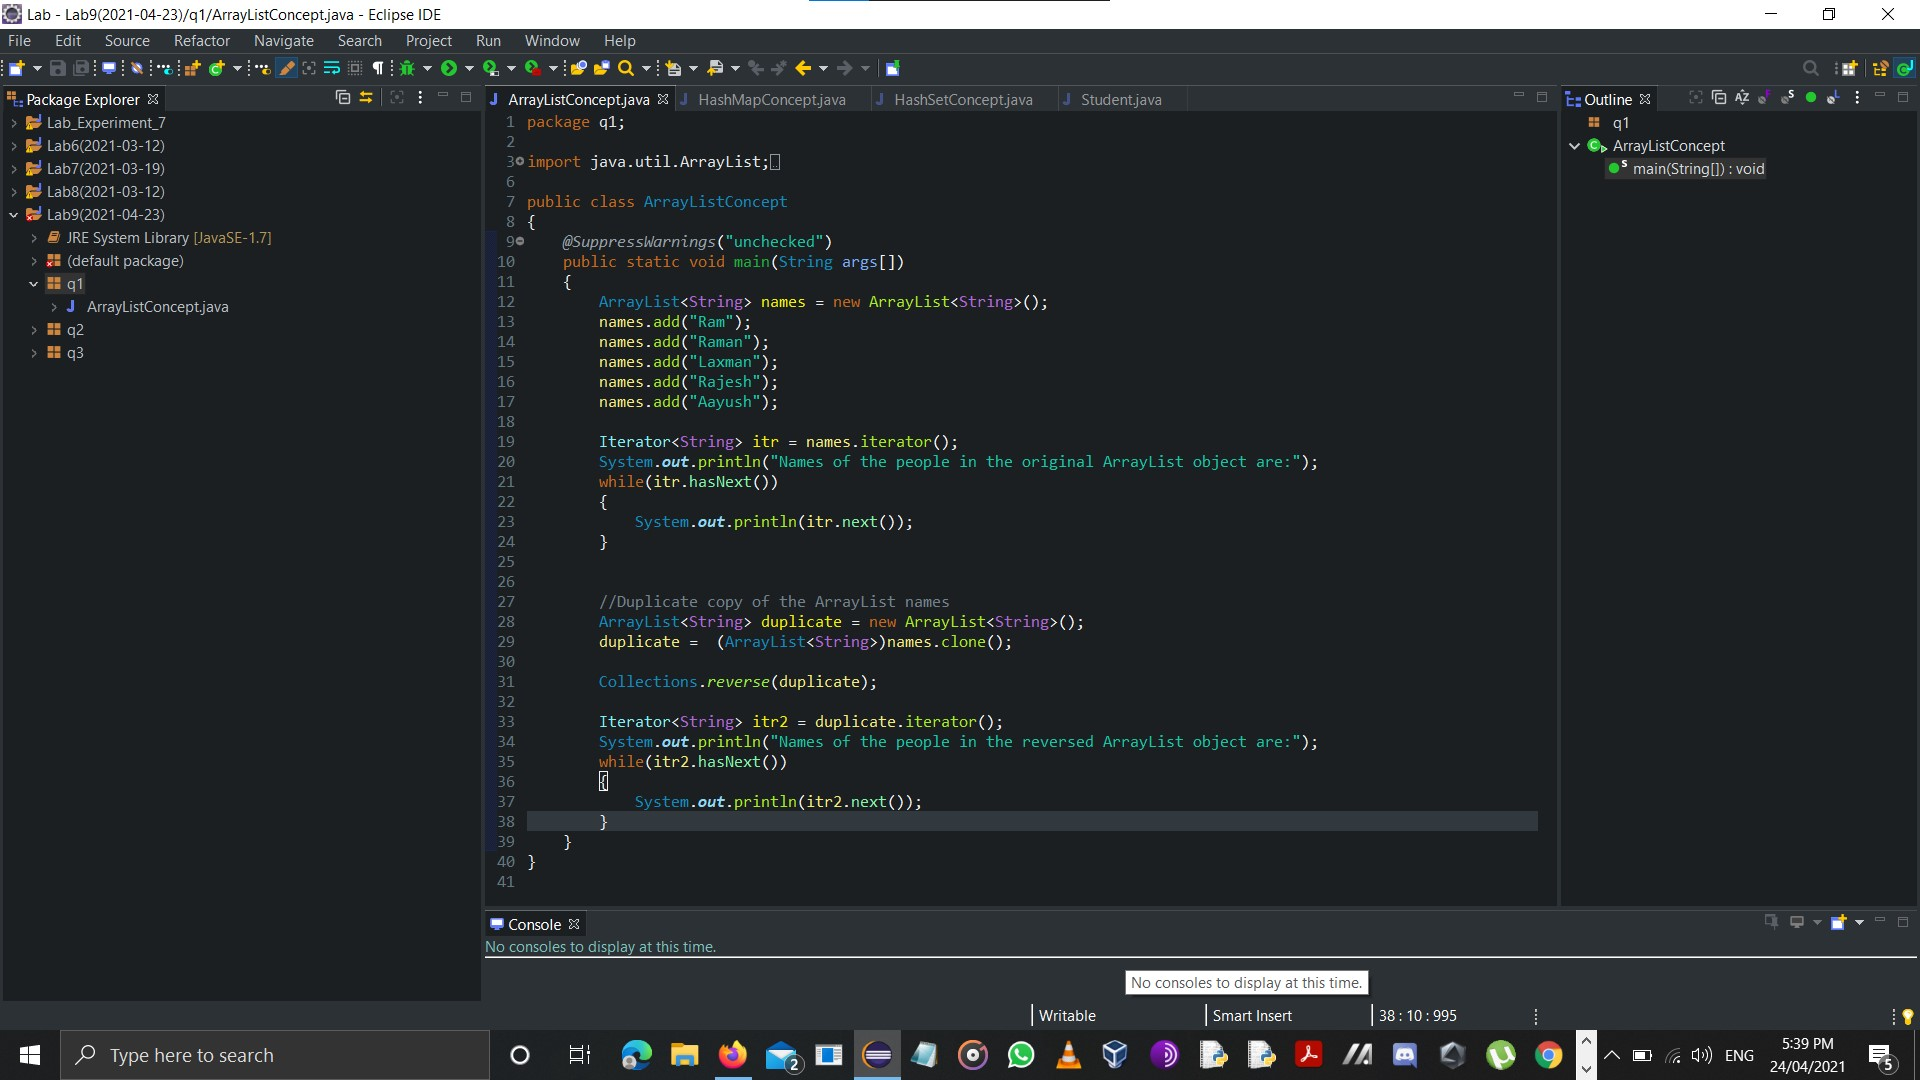 Lab - Lab9(2021-04-23)/q1/ArrayListConcept.java - Eclipse IDE
File Edit Source Refactor Navigate Search Project Run Window Help
Package Explorer
Lab_Experiment_7
Lab6(2021-03-12)
Lab7(2021-03-19)
Lab8(2021-03-12)
Lab9(2021-04-23)
JRE System Library [JavaSE-1.7]
(default package)
q1
ArrayListConcept.java
q2
q3
ArrayListConcept.java HashMapConcept.java HashSetConcept.java Student.java
1 package q1;
2
3 import java.util.ArrayList;
6
7 public class ArrayListConcept
8 {
9 @SuppressWarnings("unchecked")
10 public static void main(String args[])
11 {
12 ArrayList<String> names = new ArrayList<String>();
13 names.add("Ram");
14 names.add("Raman");
15 names.add("Laxman");
16 names.add("Rajesh");
17 names.add("Aayush");
18
19 Iterator<String> itr = names.iterator();
20 System.out.println("Names of the people in the original ArrayList object are:");
21 while(itr.hasNext())
22 {
23 System.out.println(itr.next());
24 }
25
26
27 //Duplicate copy of the ArrayList names
28 ArrayList<String> duplicate = new ArrayList<String>();
29 duplicate =  (ArrayList<String>)names.clone();
30
31 Collections.reverse(duplicate);
32
33 Iterator<String> itr2 = duplicate.iterator();
34 System.out.println("Names of the people in the reversed ArrayList object are:");
35 while(itr2.hasNext())
36 {
37 System.out.println(itr2.next());
38 }
39 }
40 }
41
Outline
q1
ArrayListConcept
main(String[]) : void
Console
No consoles to display at this time.
No consoles to display at this time.
Writable Smart Insert 38 : 10 : 995
Type here to search
2
ENG
5:39 PM
24/04/2021
5